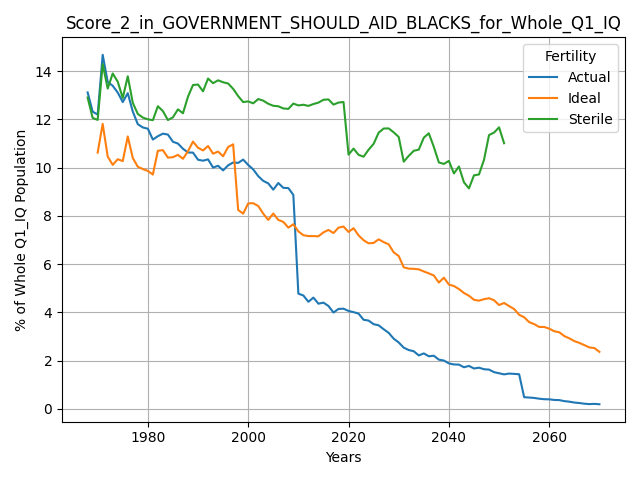 Score_2_in_GOVERNMENT_SHOULD_AID_BLACKS_for_Whole_Q1_IQ
% of Whole Q1_IQ Population
14
12
10
8
6
4
2
0
1980 2000 2020 2040 2060
Years
Fertility
Actual
Ideal
Sterile